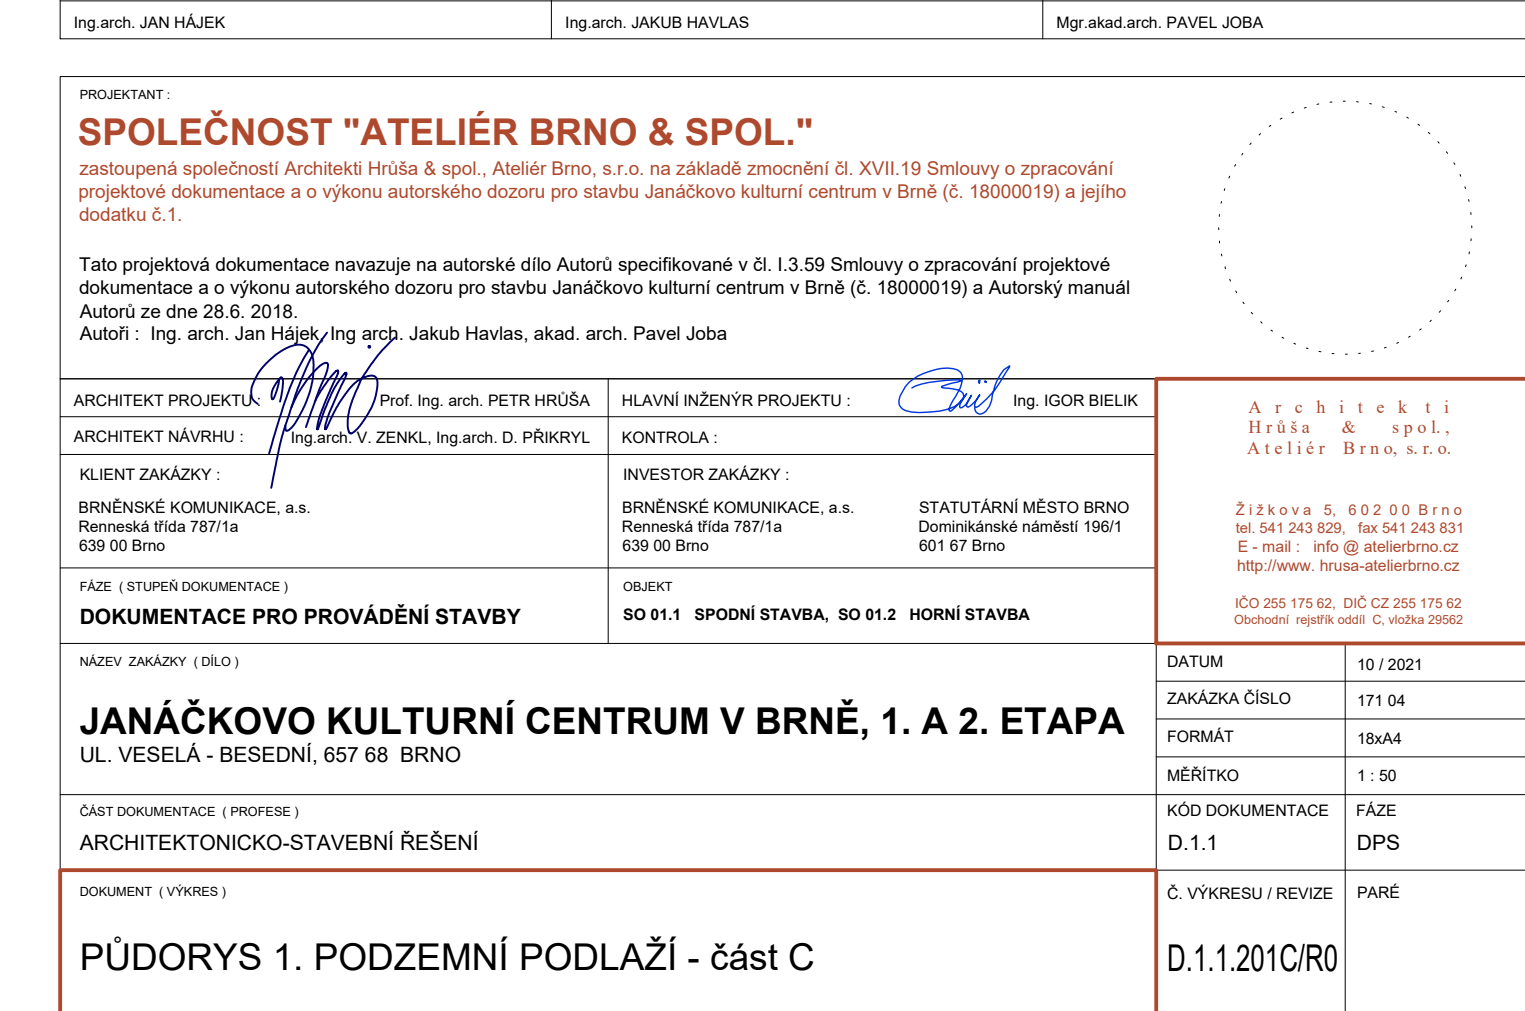 Ing.arch. JAN HÁJEK
Ing.arch. JAKUB HAVLAS
Mgr.akad.arch. PAVEL JOBA
PROJEKTANT :
SPOLEČNOST "ATELIÉR BRNO & SPOL."
zastoupená společností Architekti Hrůša & spol., Ateliér Brno, s.r.o. na základě zmocnění čl. XVII.19 Smlouvy o zpracování
projektové dokumentace a o výkonu autorského dozoru pro stavbu Janáčkovo kulturní centrum v Brně (č. 18000019) a jejího
dodatku č.1.
Tato projektová dokumentace navazuje na autorské dílo Autorů specifikované v čl. I.3.59 Smlouvy o zpracování projektové
dokumentace a o výkonu autorského dozoru pro stavbu Janáčkovo kulturní centrum v Brně (č. 18000019) a Autorský manuál
Autorů ze dne 28.6. 2018.
Autoři : Ing. arch. Jan Hájek, Ing arch. Jakub Havlas, akad. arch. Pavel Joba
ARCHITEKT PROJEKTU : Prof. Ing. arch. PETR HRŮŠA
HLAVNÍ INŽENÝR PROJEKTU : Ing. IGOR BIELIK
ARCHITEKT NÁVRHU : Ing.arch. V. ZENKL, Ing.arch. D. PŘIKRYL
KONTROLA :
KLIENT ZAKÁZKY :
BRNĚNSKÉ KOMUNIKACE, a.s.
Renneská třída 787/1a
639 00 Brno
INVESTOR ZAKÁZKY :
BRNĚNSKÉ KOMUNIKACE, a.s.
Renneská třída 787/1a
639 00 Brno
STATUTÁRNÍ MĚSTO BRNO
Dominikánské náměstí 196/1
601 67 Brno
Architekti
Hrůša & spol.,
Ateliér Brno, s.r.o.
Žižkova 5, 602 00 Brno
tel. 541 243 829, fax 541 243 831
E - mail : info @ atelierbrno.cz
http://www. hrusa-atelierbrno.cz
IČO 255 175 62, DIČ CZ 255 175 62
Obchodní rejstřík oddíl C, vložka 29562
FÁZE ( STUPEŇ DOKUMENTACE )
DOKUMENTACE PRO PROVÁDĚNÍ STAVBY
OBJEKT
SO 01.1 SPODNÍ STAVBA, SO 01.2 HORNÍ STAVBA
NÁZEV ZAKÁZKY ( DÍLO )
JANÁČKOVO KULTURNÍ CENTRUM V BRNĚ, 1. A 2. ETAPA
UL. VESELÁ - BESEDNÍ, 657 68 BRNO
DATUM 10 / 2021
ZAKÁZKA ČÍSLO 171 04
FORMÁT 18xA4
MĚŘÍTKO 1 : 50
ČÁST DOKUMENTACE ( PROFESE )
ARCHITEKTONICKO-STAVEBNÍ ŘEŠENÍ
KÓD DOKUMENTACE
D.1.1
FÁZE
DPS
DOKUMENT ( VÝKRES )
PŮDORYS 1. PODZEMNÍ PODLAŽÍ - část C
Č. VÝKRESU / REVIZE
D.1.1.201C/R0
PARÉ